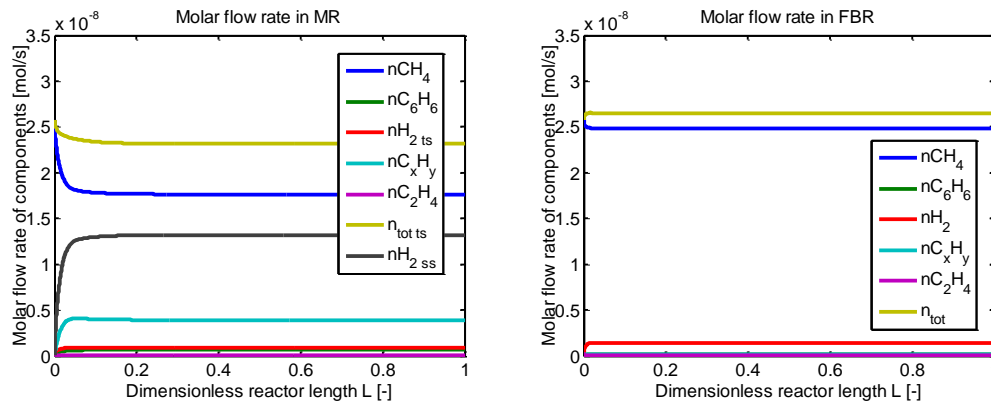 Molar flow rate in MR
x 10⁻⁸
Molar flow rate of components [mol/s]
3.5
3
2.5
2
1.5
1
0.5
0
0 0.2 0.4 0.6 0.8 1
Dimensionless reactor length L [-]
nCH₄
nC₆H₆
nH₂ ₜₛ
nCₓHᵧ
nC₂H₄
n_tot ts
nH₂ ₛₛ
Molar flow rate in FBR
x 10⁻⁸
Molar flow rate of components [mol/s]
3.5
3
2.5
2
1.5
1
0.5
0
0 0.2 0.4 0.6 0.8
Dimensionless reactor length L [-]
nCH₄
nC₆H₆
nH₂
nCₓHᵧ
nC₂H₄
n_tot